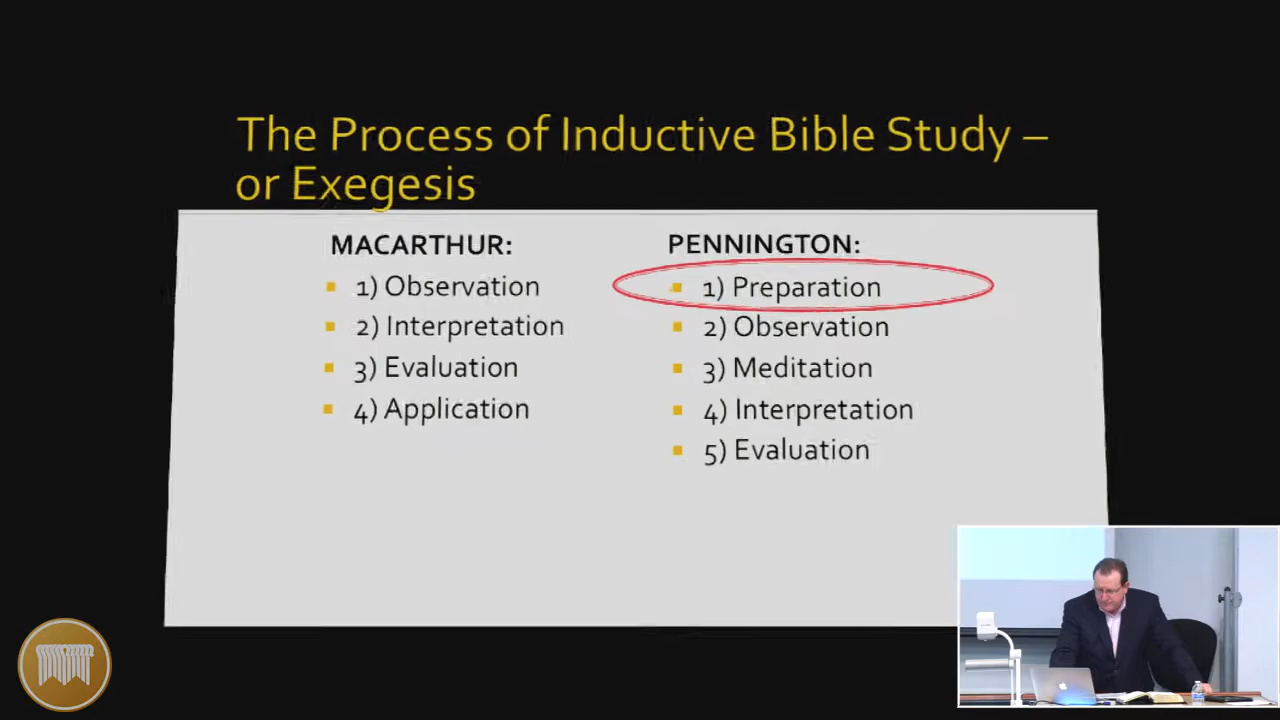 The Process of Inductive Bible Study –
or Exegesis
MACARTHUR:
1) Observation
2) Interpretation
3) Evaluation
4) Application
PENNINGTON:
1) Preparation
2) Observation
3) Meditation
4) Interpretation
5) Evaluation